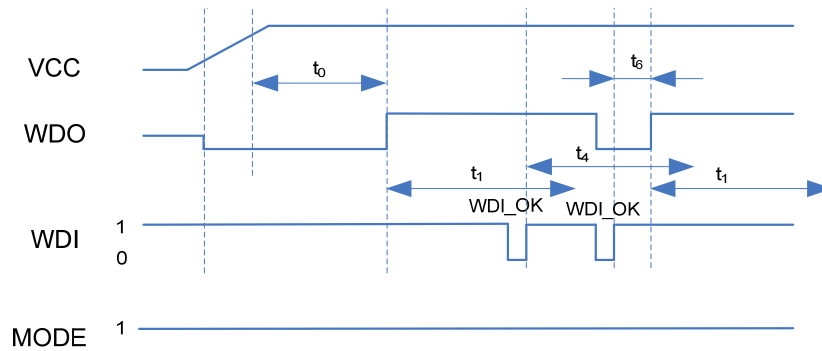 VCC
t0
t6
WDO
t4
t1
t1
WDI_OK WDI_OK
WDI
1
0
MODE 1